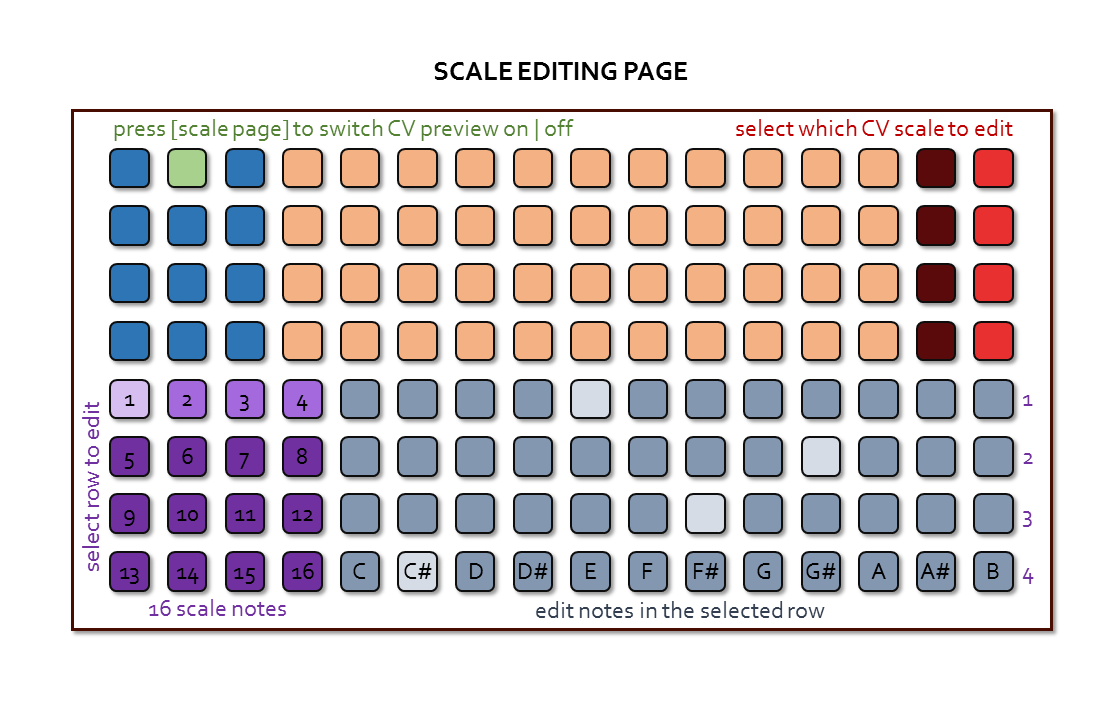 SCALE EDITING PAGE
press [scale page] to switch CV preview on | off
select which CV scale to edit
select row to edit
1 2 3 4 1
5 6 7 8 2
9 10 11 12 3
13 14 15 16 C C# D D# E F F# G G# A A# B 4
16 scale notes
edit notes in the selected row